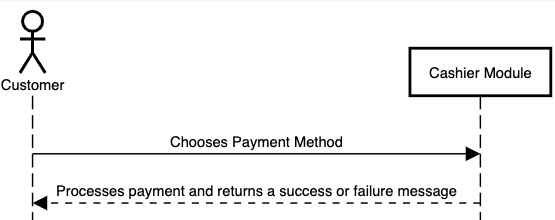 Customer
Cashier Module
Chooses Payment Method
Processes payment and returns a success or failure message